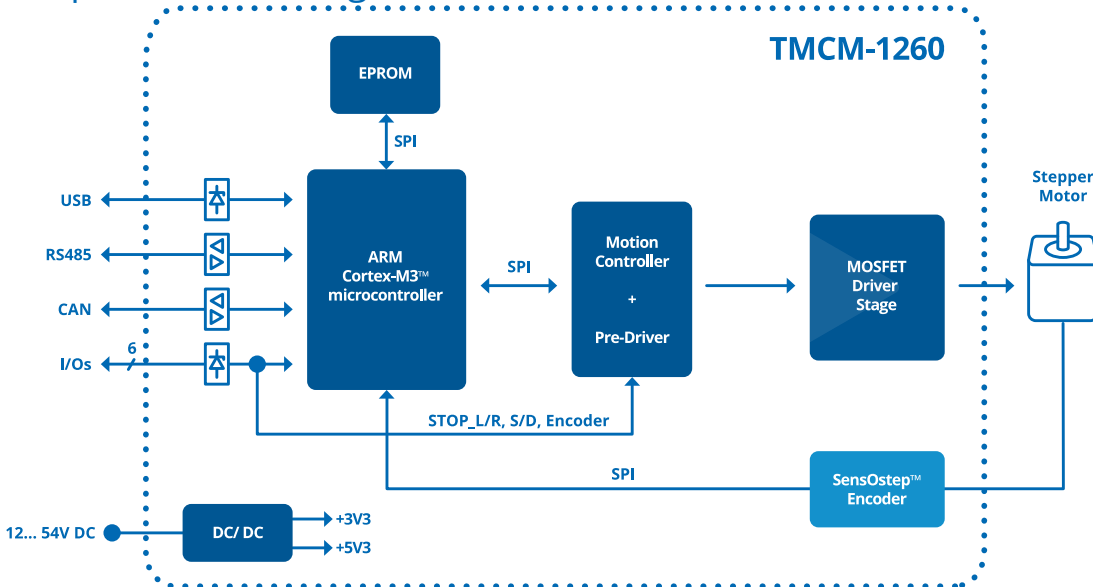 TMCM-1260
EPROM
SPI
USB
RS485
CAN
I/Os
6
ARM
Cortex-M3™
microcontroller
SPI
Motion
Controller
+
Pre-Driver
MOSFET
Driver
Stage
Stepper
Motor
STOP_L/R, S/D, Encoder
SPI
SensOstep™
Encoder
12... 54V DC
DC/ DC
+3V3
+5V3